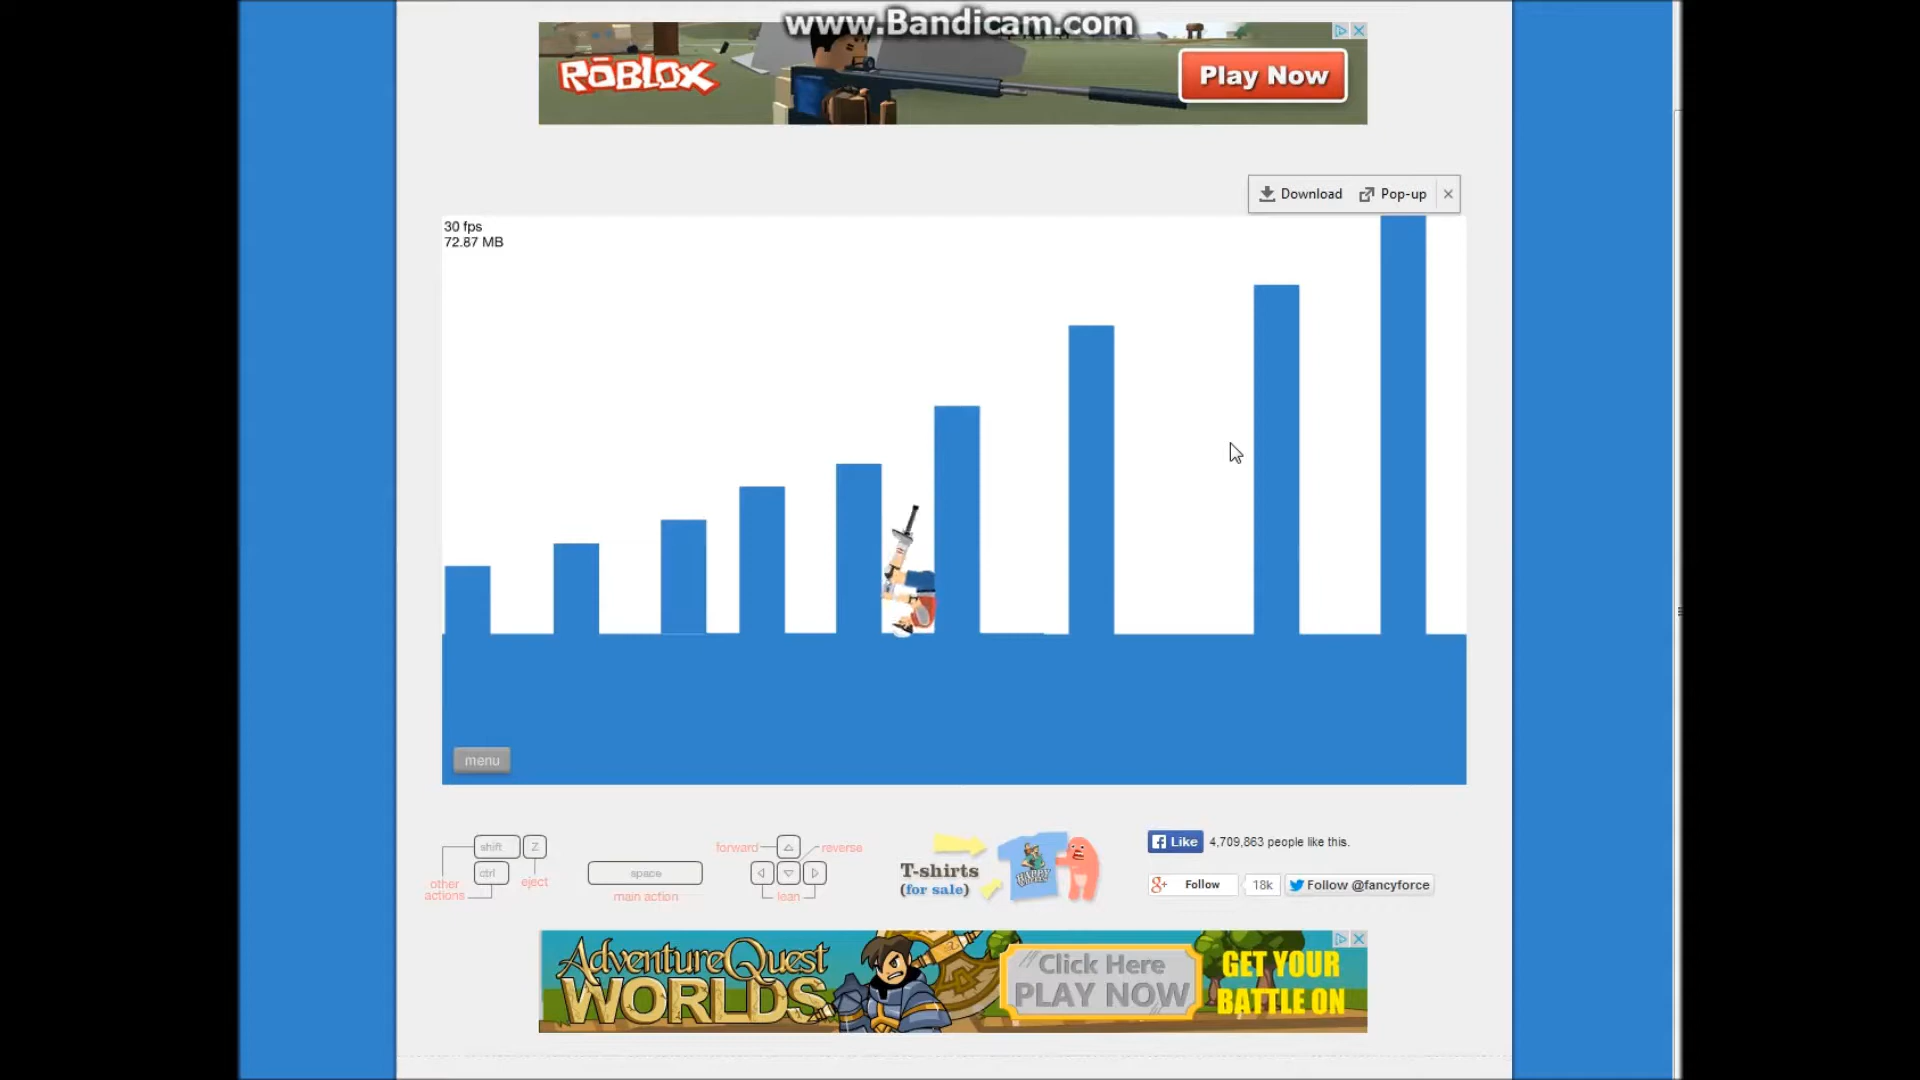 www.Bandicam.com
ROBLOX
Play Now
Download Pop-up
30 fps
72.87 MB
menu
shift Z
ctrl
other actions
eject
space
main action
forward
reverse
lean
T-shirts
(for sale)
HAPPY WHEELS
Like 4,709,863 people like this.
g+ Follow 18k Follow @fancyforce
AdventureQuest
WORLDS
Click Here
PLAY NOW
GET YOUR
BATTLE ON